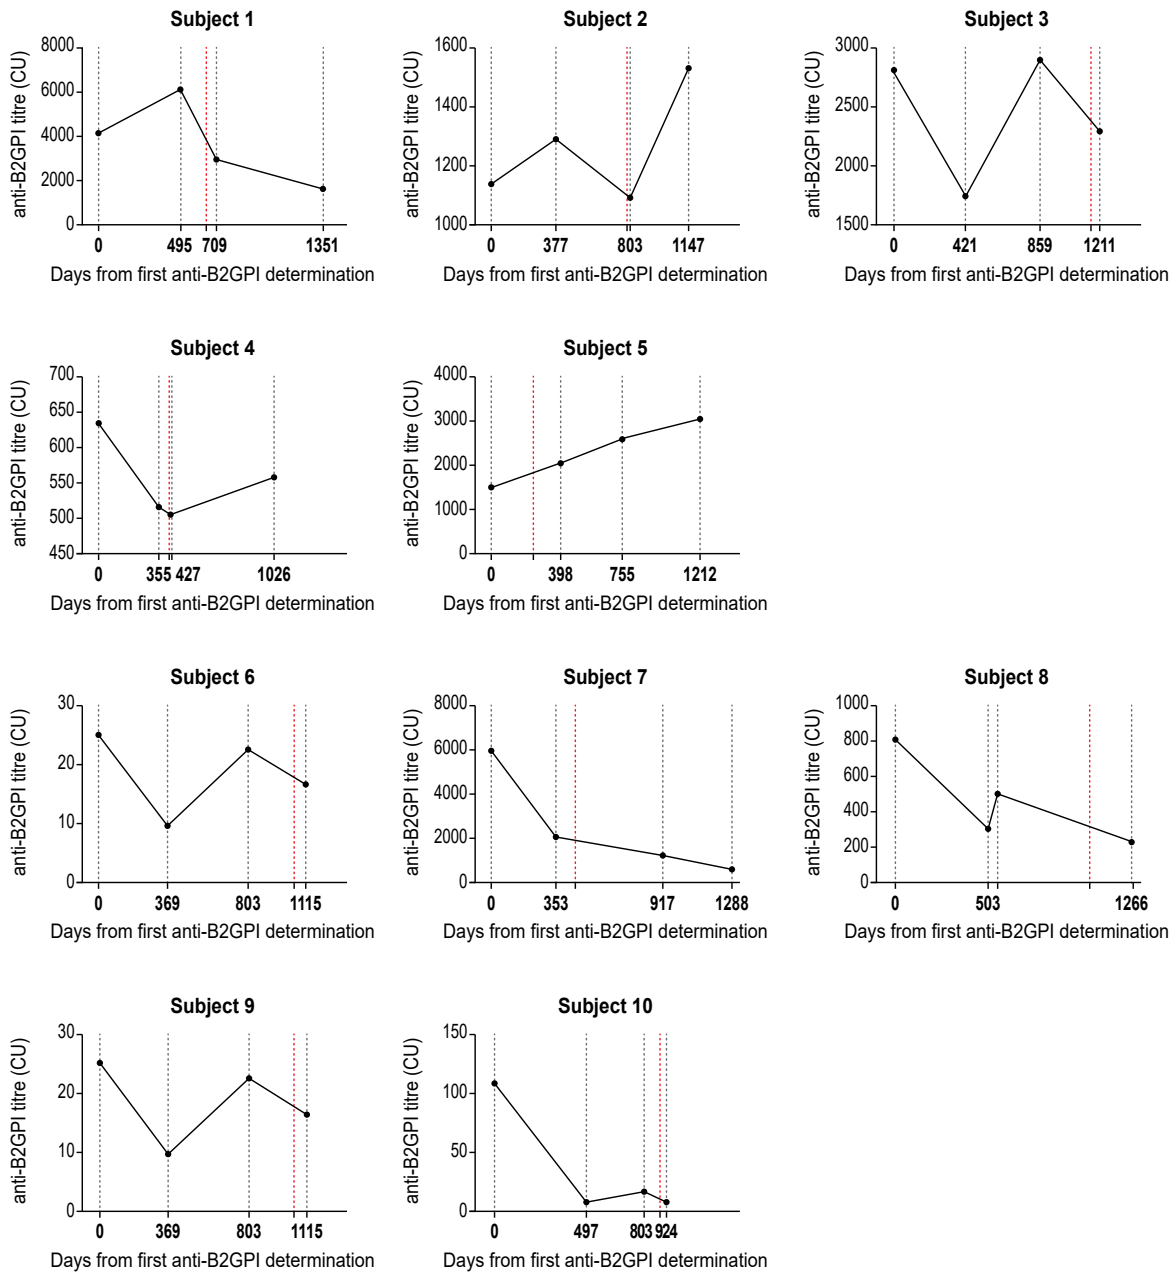 Subject 1
anti-B2GPI titre (CU)
8000
6000
4000
2000
0
0 495 709 1351
Days from first anti-B2GPI determination
Subject 2
anti-B2GPI titre (CU)
1600
1400
1200
1000
0 377 803 1147
Days from first anti-B2GPI determination
Subject 3
anti-B2GPI titre (CU)
3000
2500
2000
1500
0 421 859 1211
Days from first anti-B2GPI determination
Subject 4
anti-B2GPI titre (CU)
700
650
600
550
500
450
0 355 427 1026
Days from first anti-B2GPI determination
Subject 5
anti-B2GPI titre (CU)
4000
3000
2000
1000
0
0 398 755 1212
Days from first anti-B2GPI determination
Subject 6
anti-B2GPI titre (CU)
30
20
10
0
0 369 803 1115
Days from first anti-B2GPI determination
Subject 7
anti-B2GPI titre (CU)
8000
6000
4000
2000
0
0 353 917 1288
Days from first anti-B2GPI determination
Subject 8
anti-B2GPI titre (CU)
1000
800
600
400
200
0
0 503 1266
Days from first anti-B2GPI determination
Subject 9
anti-B2GPI titre (CU)
30
20
10
0
0 369 803 1115
Days from first anti-B2GPI determination
Subject 10
anti-B2GPI titre (CU)
150
100
50
0
0 497 803 924
Days from first anti-B2GPI determination